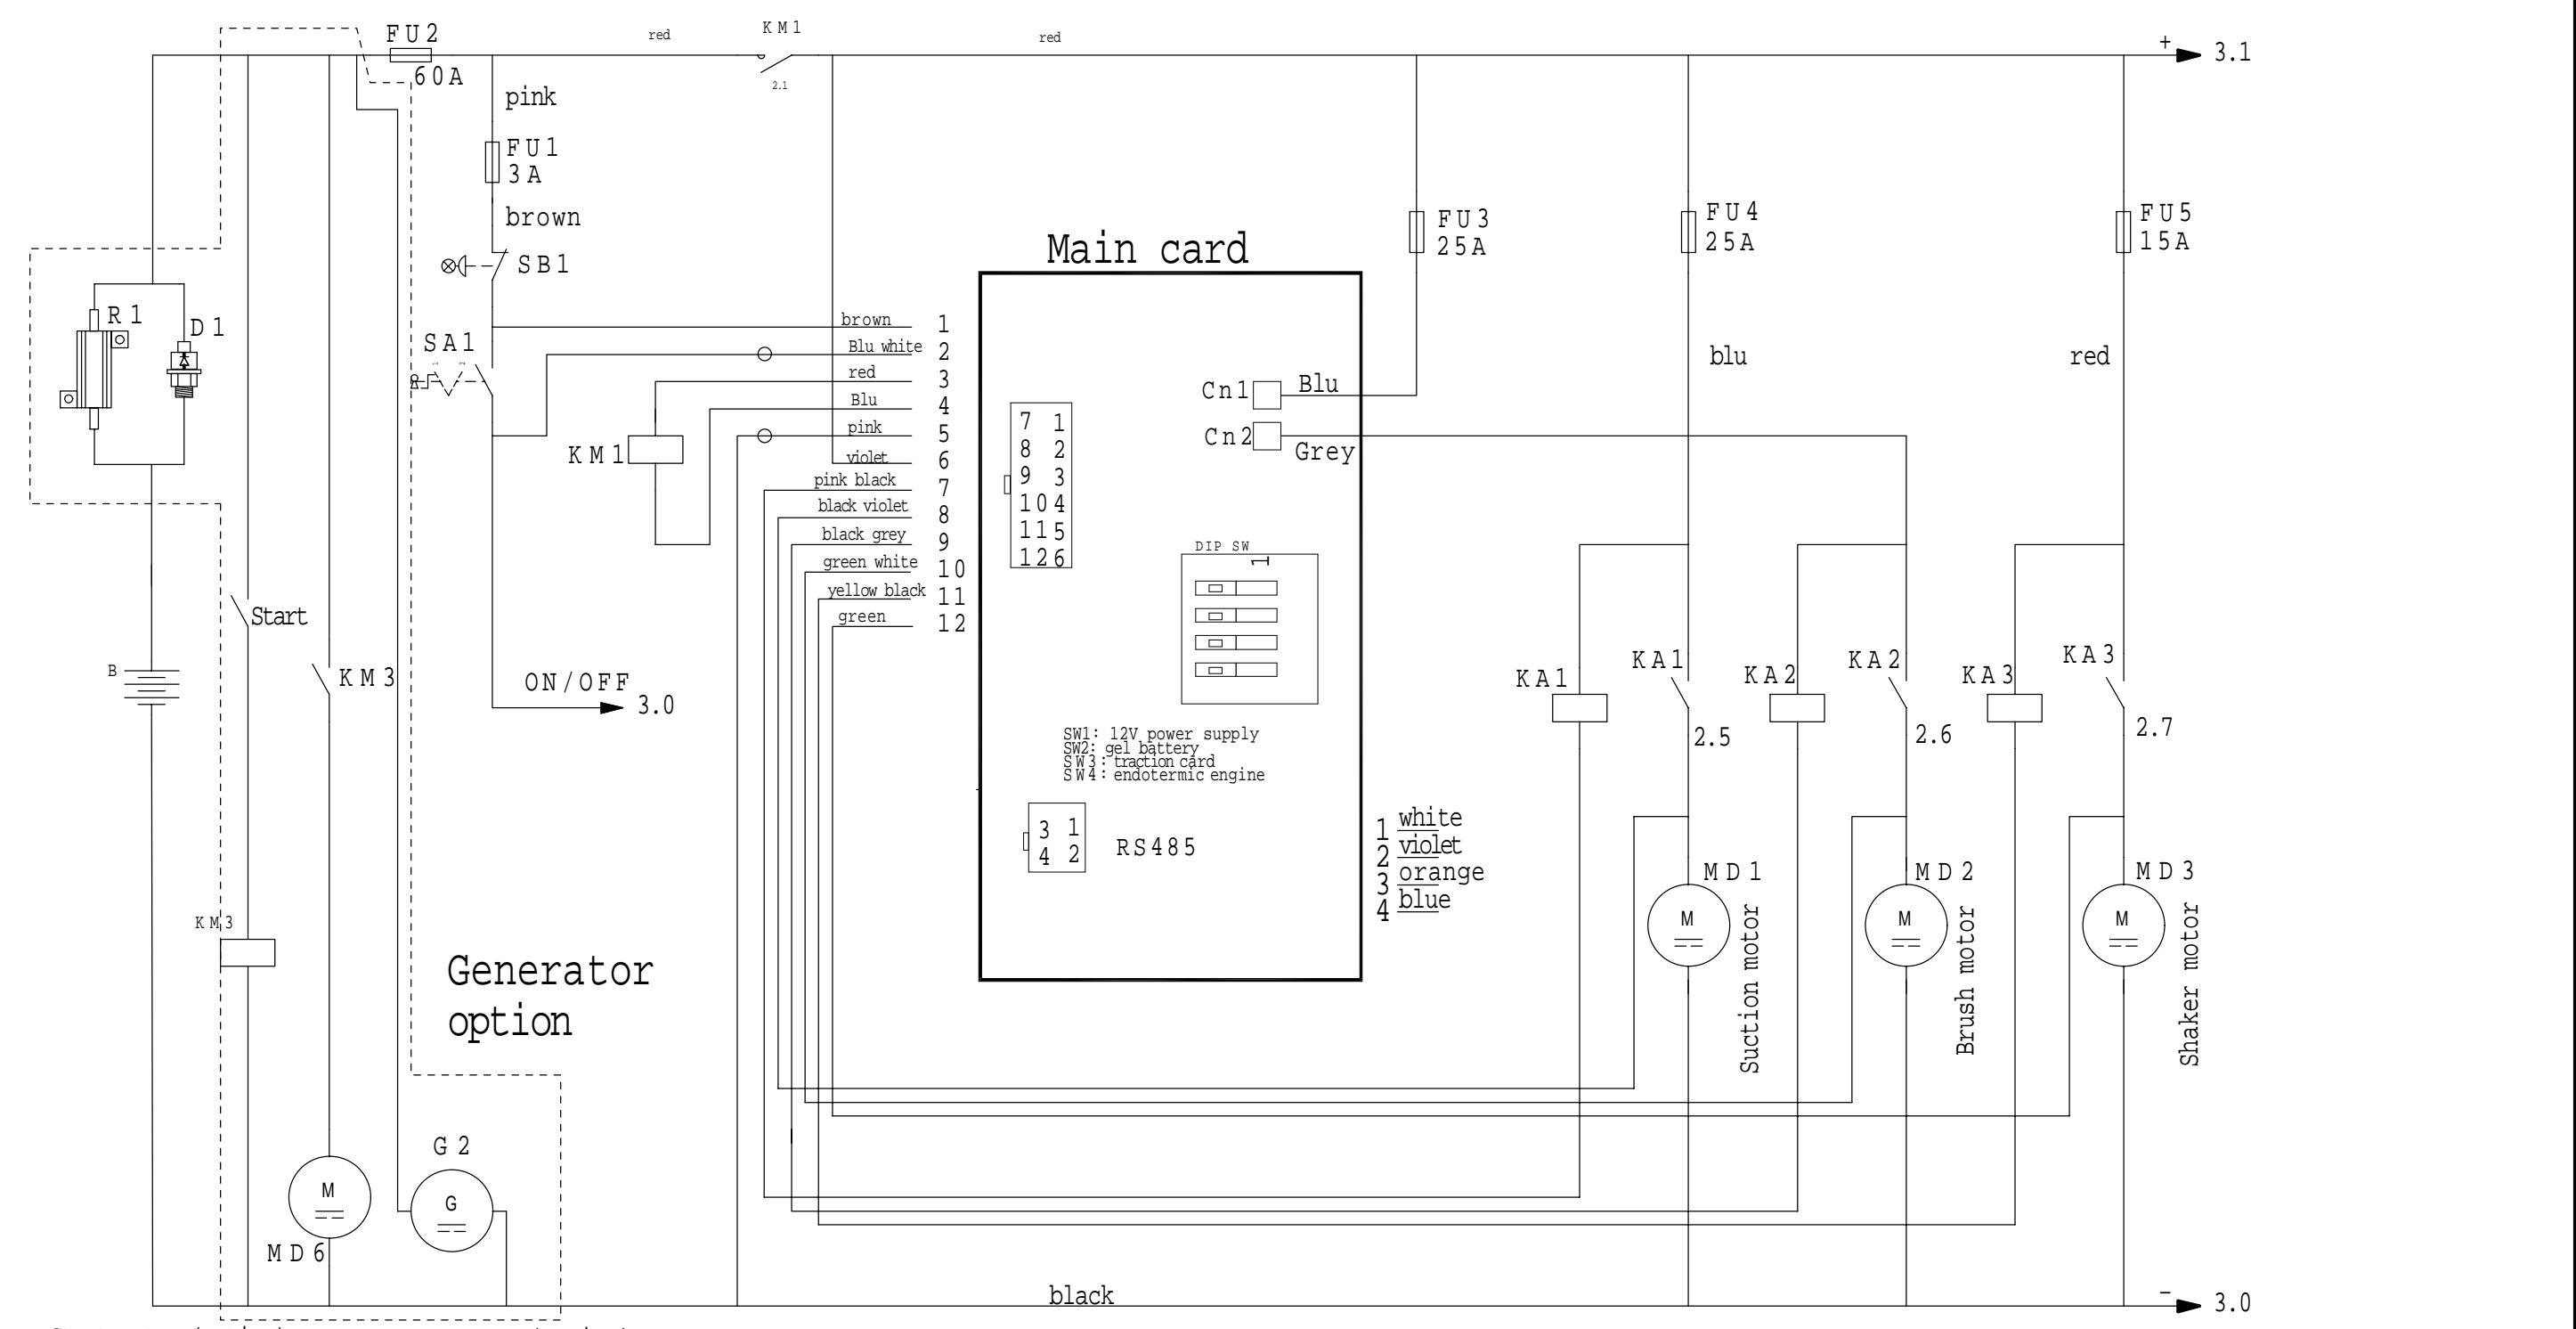 FU2
60A
red
KM1
2.1
red
+
3.1
pink
FU1
3A
brown
SB1
SA1
R1
D1
Main card
FU3
25A
FU4
25A
FU5
15A
brown 1
Blu white 2
red 3
Blu 4
pink 5
violet 6
pink black 7
black violet 8
black grey 9
green white 10
yellow black 11
green 12
KM1
7 1
8 2
9 3
10 4
11 5
12 6
Cn1
Blu
Cn2
Grey
blu
red
DIP SW
1
SW1: 12V power supply
SW2: gel battery
SW3: traction card
SW4: endotermic engine
Start
B
KM3
ON/OFF
3.0
KA1
KA1
2.5
KA2
KA2
2.6
KA3
KA3
2.7
3 1
4 2
RS485
1 white
2 violet
3 orange
4 blue
MD1
M
Suction motor
MD2
M
Brush motor
MD3
M
Shaker motor
KM3
Generator
option
G2
G
M
MD6
black
−
3.0